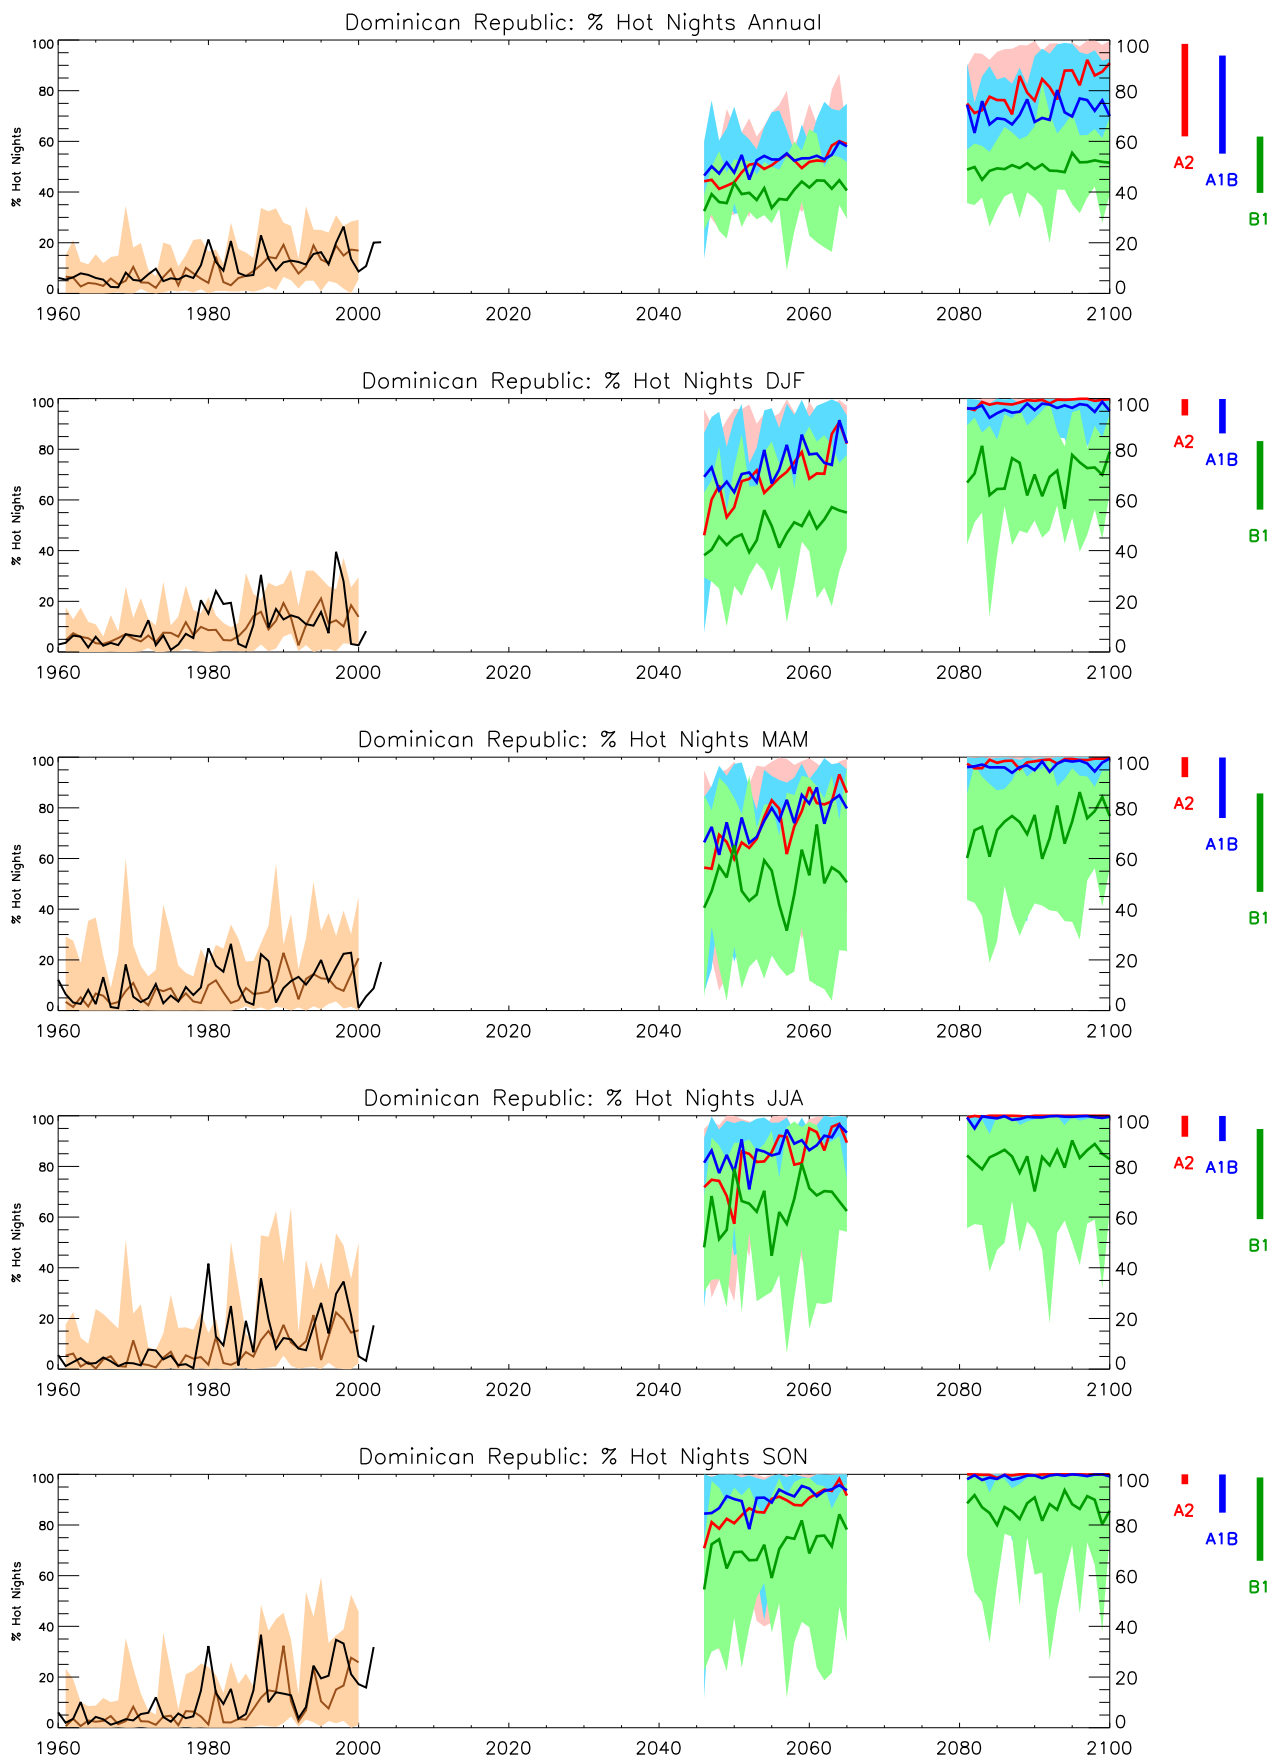 Dominican Republic: % Hot Nights Annual
100 100
80 80
60 60
40 40
20 20
0 0
% Hot Nights
1960 1980 2000 2020 2040 2060 2080 2100
A2
A1B
B1
Dominican Republic: % Hot Nights DJF
100 100
80 80
60 60
40 40
20 20
0 0
% Hot Nights
1960 1980 2000 2020 2040 2060 2080 2100
A2
A1B
B1
Dominican Republic: % Hot Nights MAM
100 100
80 80
60 60
40 40
20 20
0 0
% Hot Nights
1960 1980 2000 2020 2040 2060 2080 2100
A2
A1B
B1
Dominican Republic: % Hot Nights JJA
100 100
80 80
60 60
40 40
20 20
0 0
% Hot Nights
1960 1980 2000 2020 2040 2060 2080 2100
A2 A1B
B1
Dominican Republic: % Hot Nights SON
100 100
80 80
60 60
40 40
20 20
0 0
% Hot Nights
1960 1980 2000 2020 2040 2060 2080 2100
A2
A1B
B1